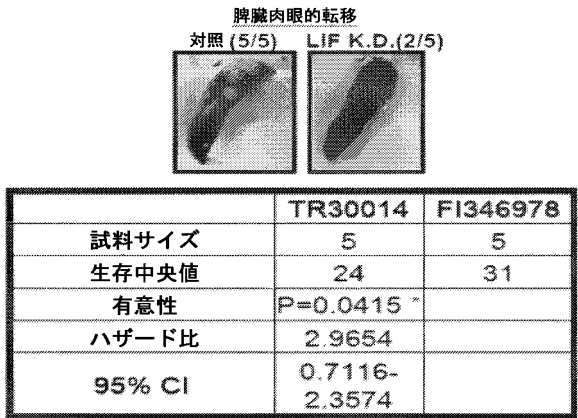 脾臓肉眼的転移
対照 (5/5) LIF K.D.(2/5)
TR30014 FI346978
試料サイズ 5 5
生存中央値 24 31
有意性 P=0.0415 *
ハザード比 2.9654
95% CI 0.7116-
2.3574